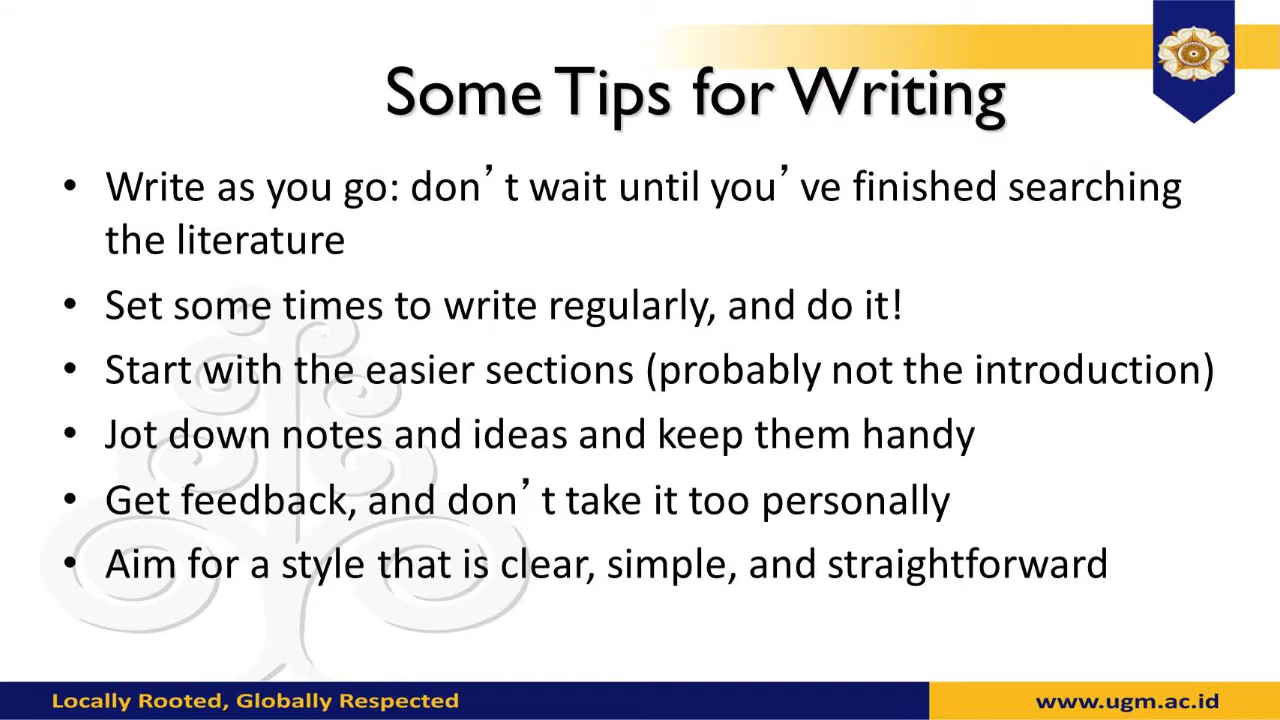 Some Tips for Writing
• Write as you go: don’t wait until you’ve finished searching
the literature
• Set some times to write regularly, and do it!
• Start with the easier sections (probably not the introduction)
• Jot down notes and ideas and keep them handy
• Get feedback, and don’t take it too personally
• Aim for a style that is clear, simple, and straightforward
Locally Rooted, Globally Respected
www.ugm.ac.id